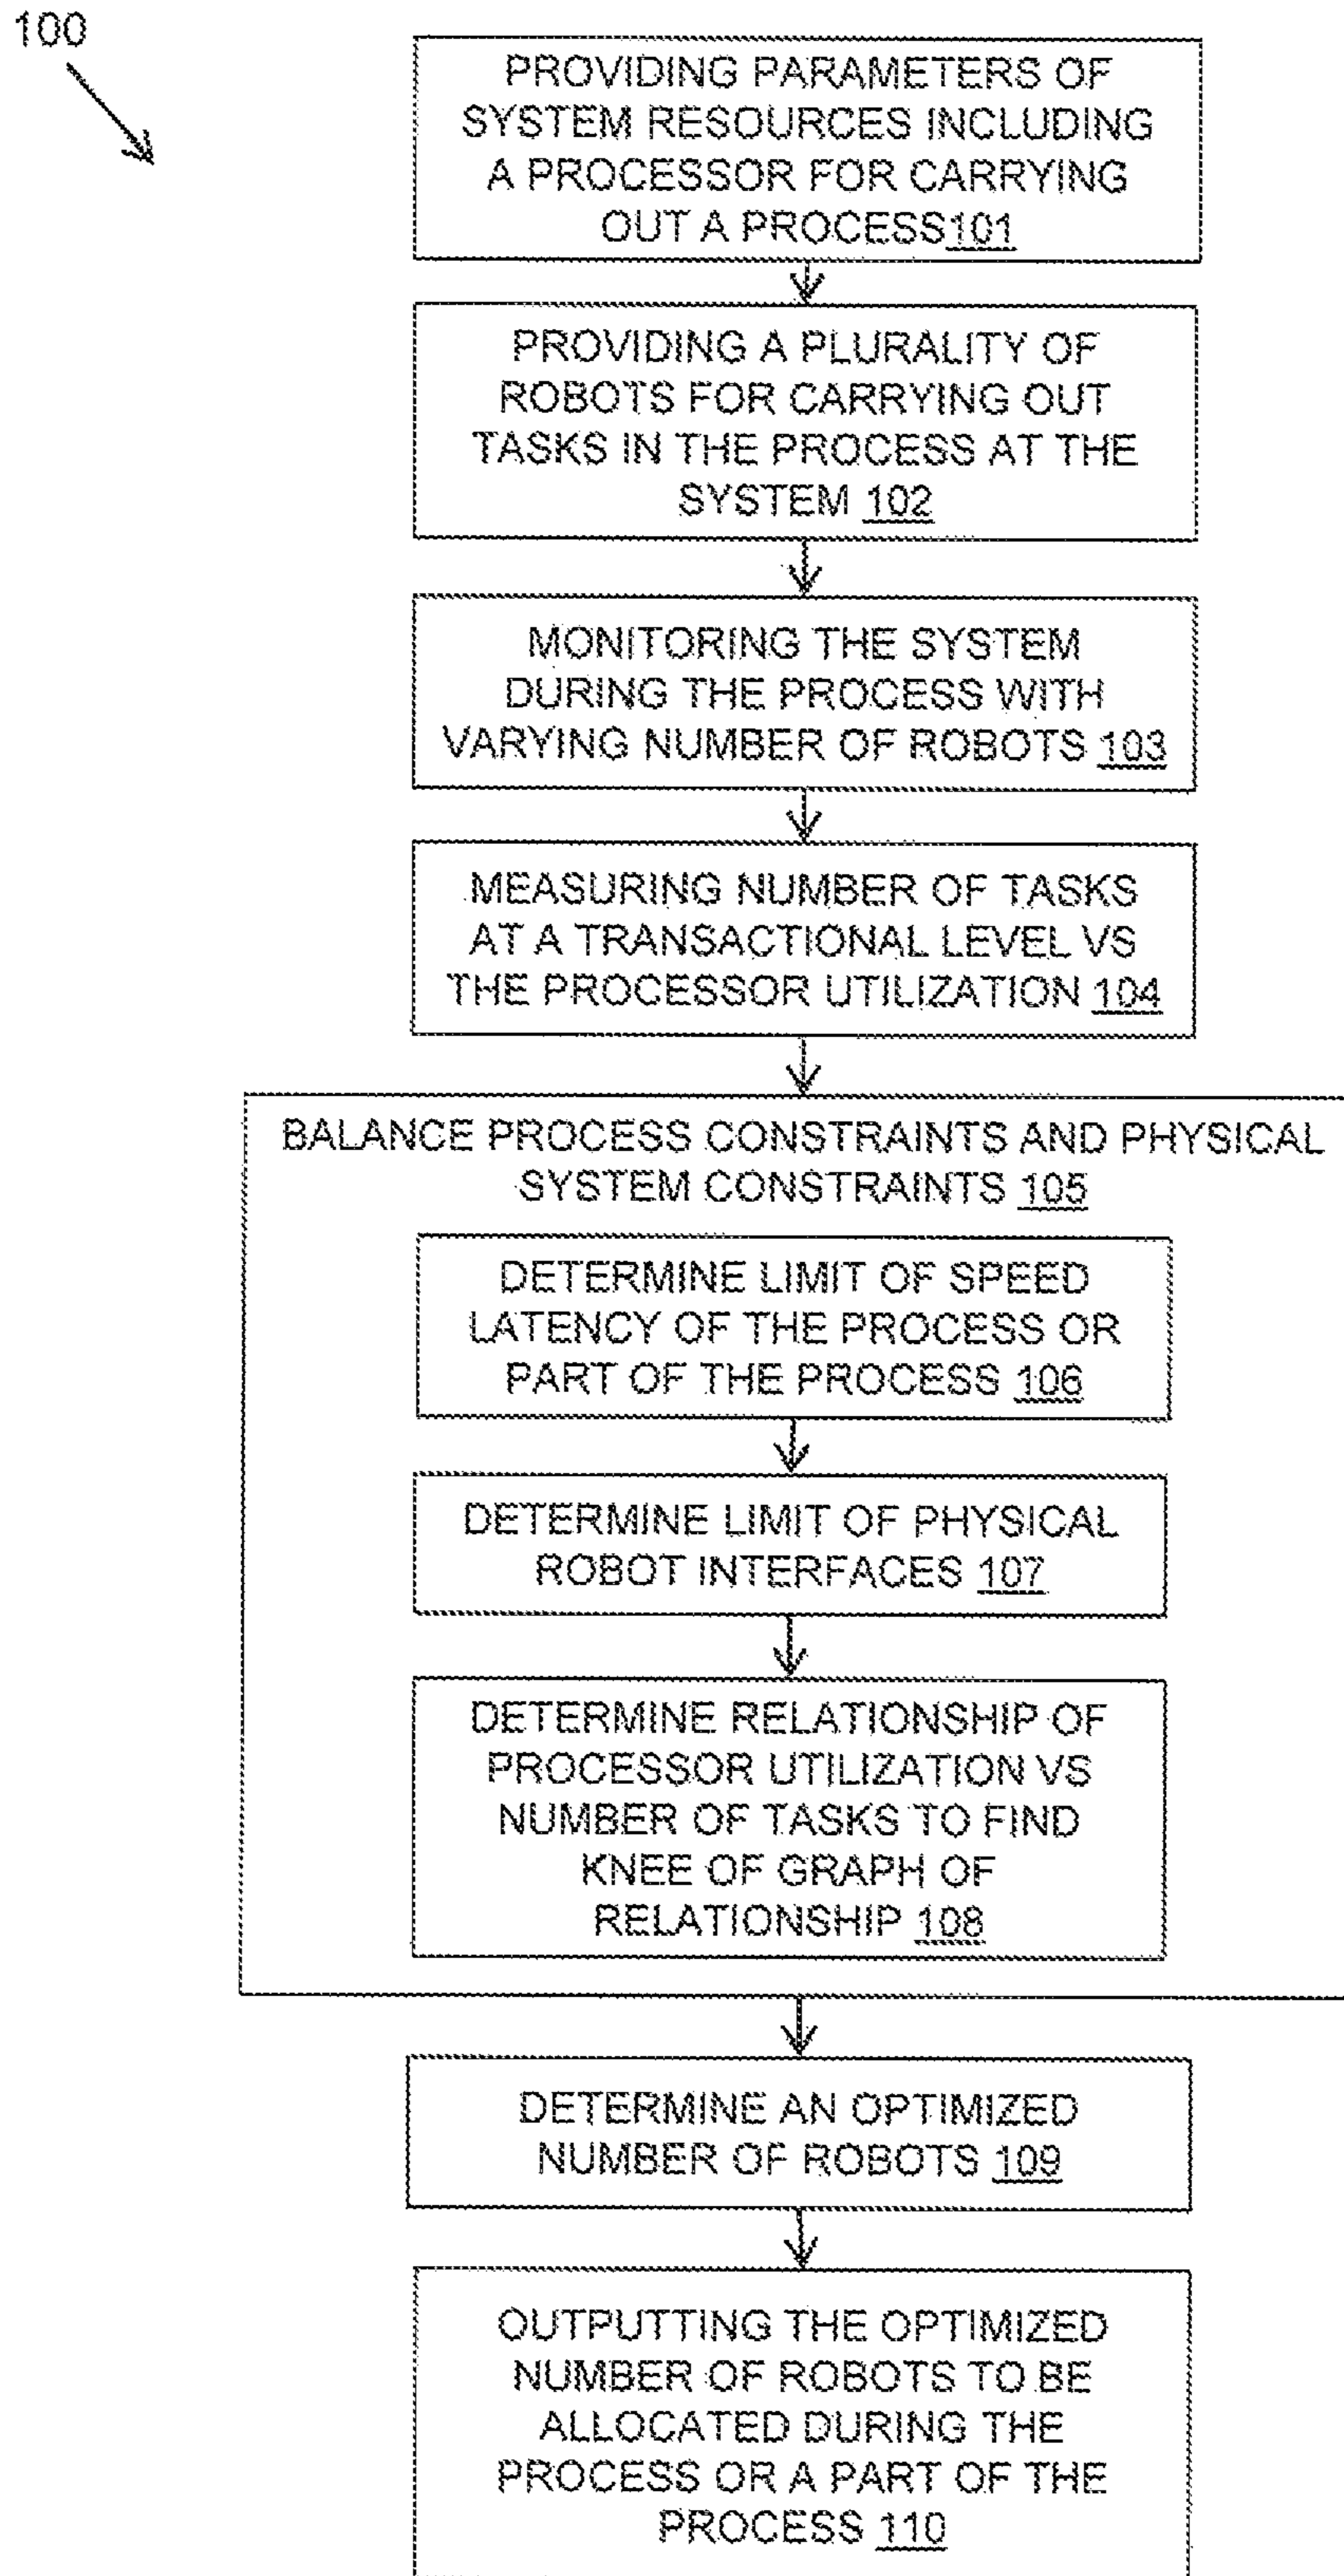 100
PROVIDING PARAMETERS OF
SYSTEM RESOURCES INCLUDING
A PROCESSOR FOR CARRYING
OUT A PROCESS101
PROVIDING A PLURALITY OF
ROBOTS FOR CARRYING OUT
TASKS IN THE PROCESS AT THE
SYSTEM 102
MONITORING THE SYSTEM
DURING THE PROCESS WITH
VARYING NUMBER OF ROBOTS 103
MEASURING NUMBER OF TASKS
AT A TRANSACTIONAL LEVEL VS
THE PROCESSOR UTILIZATION 104
BALANCE PROCESS CONSTRAINTS AND PHYSICAL
SYSTEM CONSTRAINTS 105
DETERMINE LIMIT OF SPEED
LATENCY OF THE PROCESS OR
PART OF THE PROCESS 106
DETERMINE LIMIT OF PHYSICAL
ROBOT INTERFACES 107
DETERMINE RELATIONSHIP OF
PROCESSOR UTILIZATION VS
NUMBER OF TASKS TO FIND
KNEE OF GRAPH OF
RELATIONSHIP 108
DETERMINE AN OPTIMIZED
NUMBER OF ROBOTS 109
OUTPUTTING THE OPTIMIZED
NUMBER OF ROBOTS TO BE
ALLOCATED DURING THE
PROCESS OR A PART OF THE
PROCESS 110